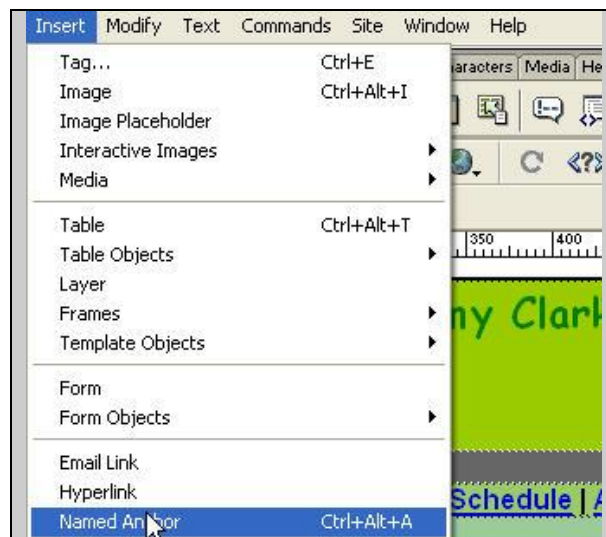 Insert Modify Text Commands Site Window Help
Tag... Ctrl+E
Image Ctrl+Alt+I
Image Placeholder
Interactive Images
Media
Table Ctrl+Alt+T
Table Objects
Layer
Frames
Template Objects
Form
Form Objects
Email Link
Hyperlink
Named Anchor Ctrl+Alt+A
aracters Media He
350 400
ny Clark
Schedule | A